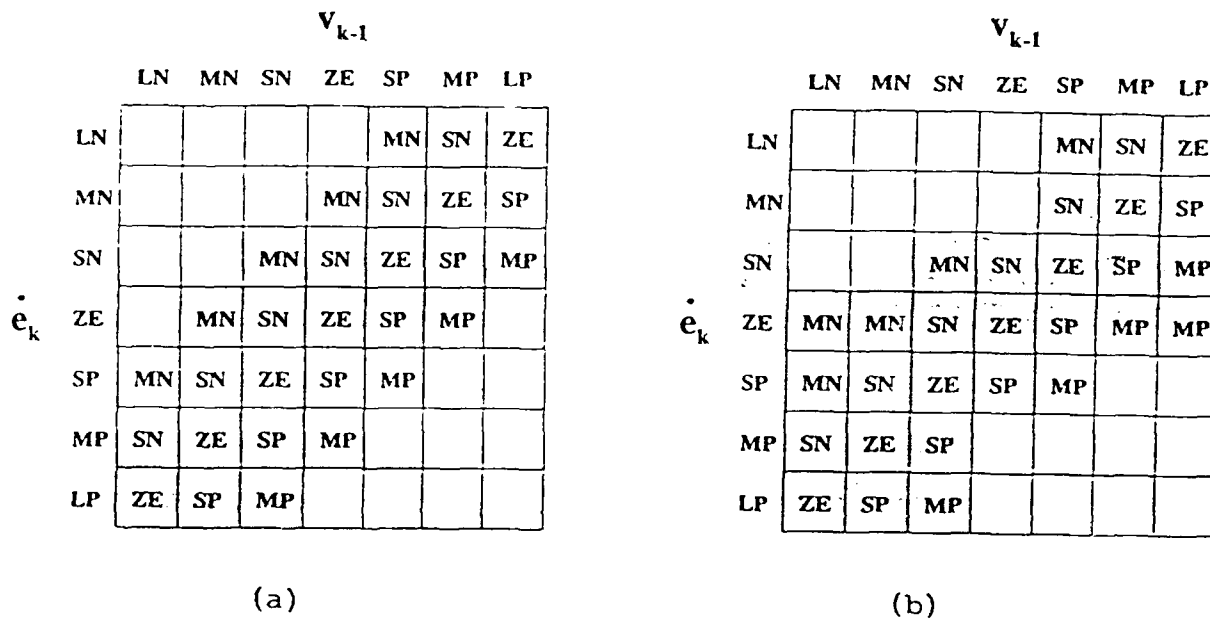 v_{k-1}
LN MN SN ZE SP MP LP
LN MN SN ZE
MN MN SN ZE SP
SN MN SN ZE SP MP
ė_k ZE MN SN ZE SP MP
SP MN SN ZE SP MP
MP SN ZE SP MP
LP ZE SP MP
(a)
v_{k-1}
LN MN SN ZE SP MP LP
LN MN SN ZE
MN SN ZE SP
SN MN SN ZE SP MP
ė_k ZE MN MN SN ZE SP MP MP
SP MN SN ZE SP MP
MP SN ZE SP
LP ZE SP MP
(b)